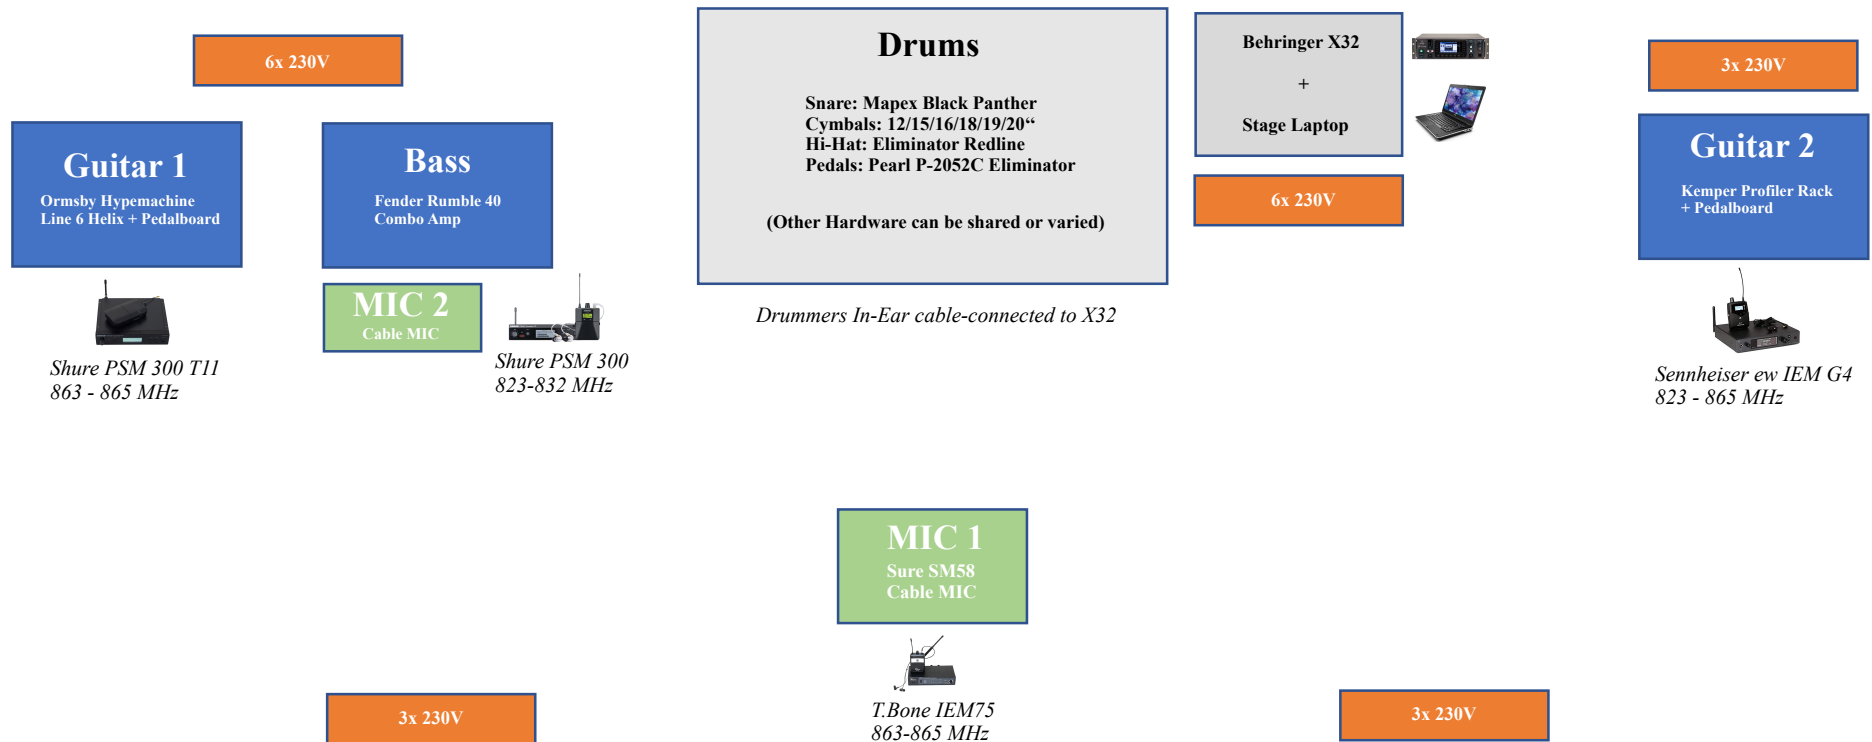 6x 230V
Guitar 1
Ormsby Hypemachine
Line 6 Helix + Pedalboard
Shure PSM 300 T11
863 - 865 MHz
Bass
Fender Rumble 40
Combo Amp
MIC 2
Cable MIC
Shure PSM 300
823-832 MHz
Drums
Snare: Mapex Black Panther
Cymbals: 12/15/16/18/19/20“
Hi-Hat: Eliminator Redline
Pedals: Pearl P-2052C Eliminator
(Other Hardware can be shared or varied)
Drummers In-Ear cable-connected to X32
Behringer X32
+
Stage Laptop
6x 230V
3x 230V
Guitar 2
Kemper Profiler Rack
+ Pedalboard
Sennheiser ew IEM G4
823 - 865 MHz
MIC 1
Sure SM58
Cable MIC
T.Bone IEM75
863-865 MHz
3x 230V
3x 230V